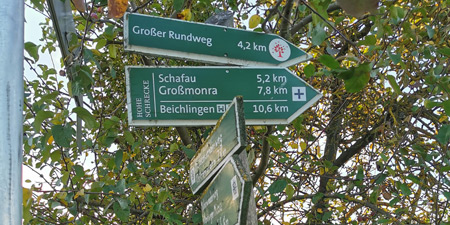 Großer Rundweg 4,2 km
HOHE
SCHRECKE
Schafau 5,2 km
Großmonra 7,8 km
Beichlingen 10,6 km